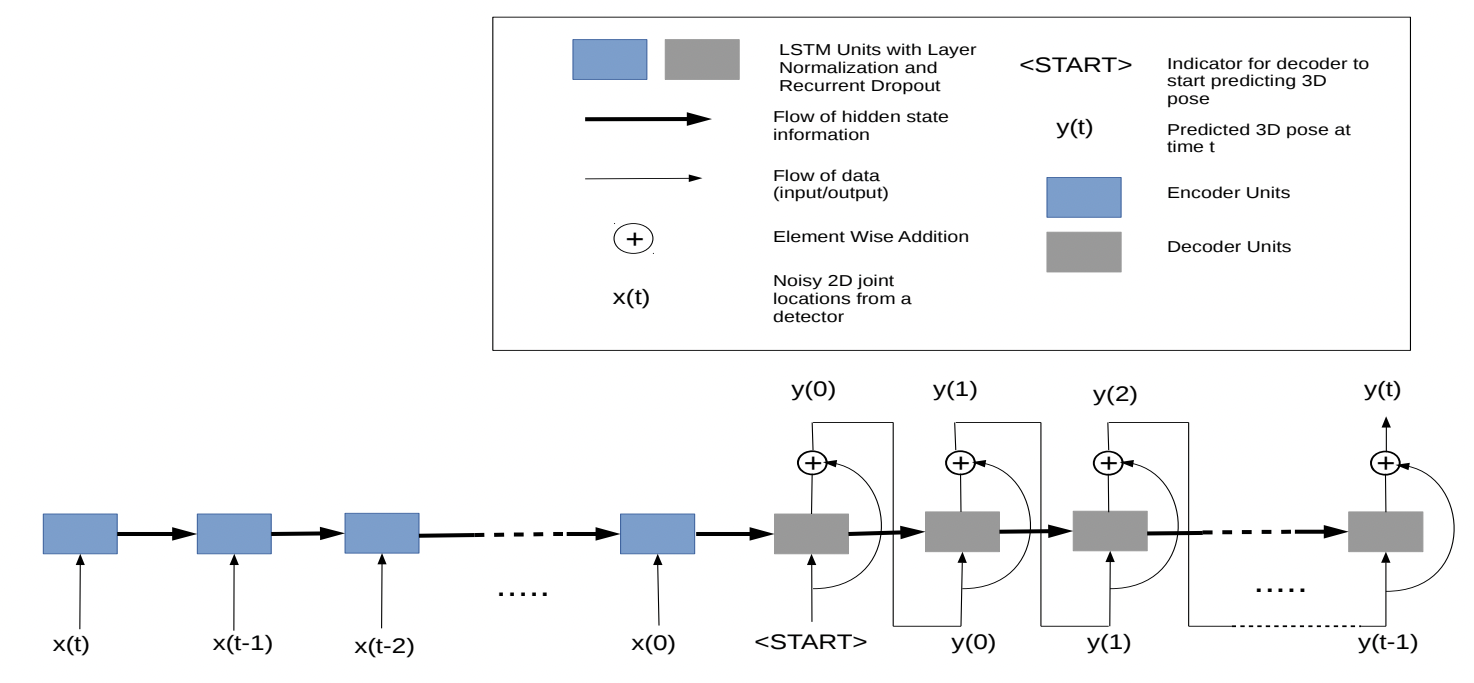 LSTM Units with Layer
Normalization and
Recurrent Dropout
Flow of hidden state
information
Flow of data
(input/output)
+
Element Wise Addition
x(t)
Noisy 2D joint
locations from a
detector
<START>
Indicator for decoder to
start predicting 3D
pose
y(t)
Predicted 3D pose at
time t
Encoder Units
Decoder Units
y(0)
y(1)
y(2)
y(t)
+
+
+
+
.....
.....
x(t)
x(t-1)
x(t-2)
x(0)
<START>
y(0)
y(1)
y(t-1)